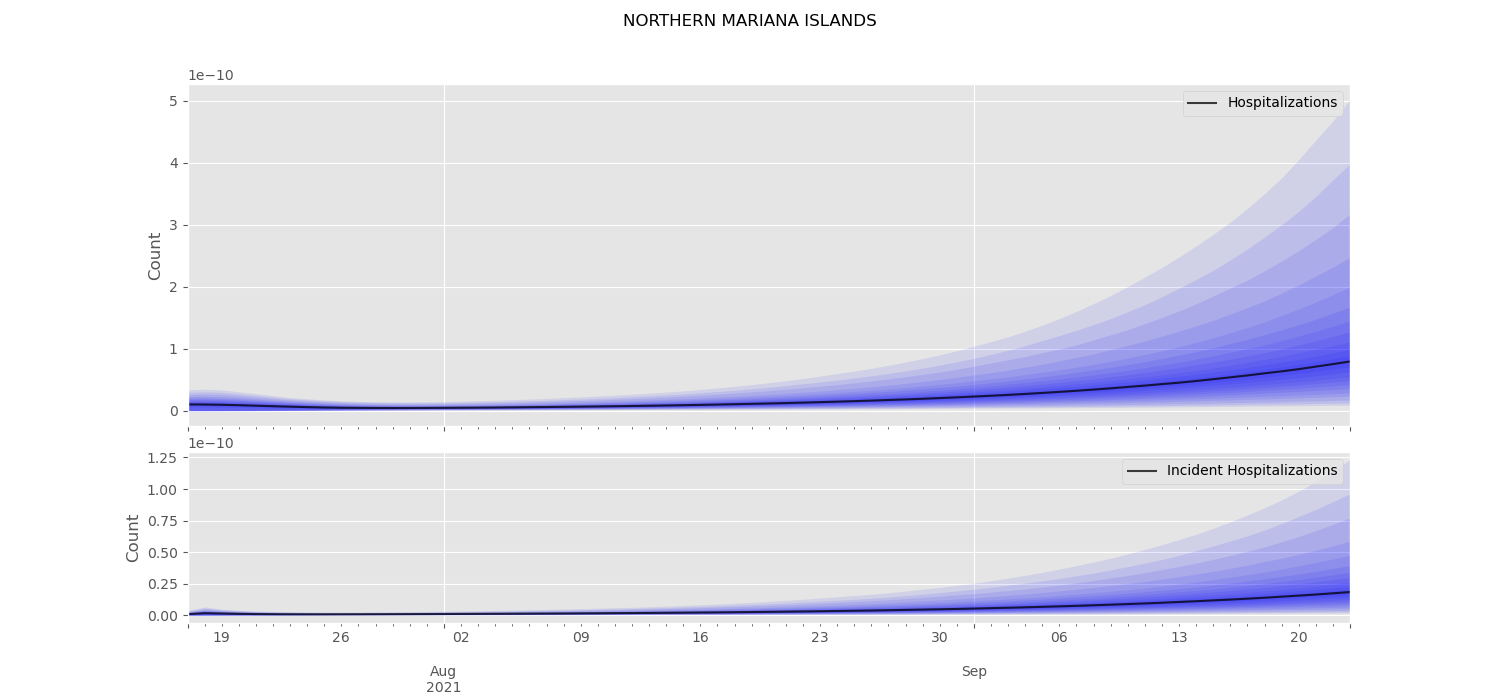 NORTHERN MARIANA ISLANDS
1e−10
5
4
3
2
1
0
Count
Hospitalizations
1e−10
1.25
1.00
0.75
0.50
0.25
0.00
Count
Incident Hospitalizations
19 26 02 09 16 23 30 06 13 20
Aug Sep
2021